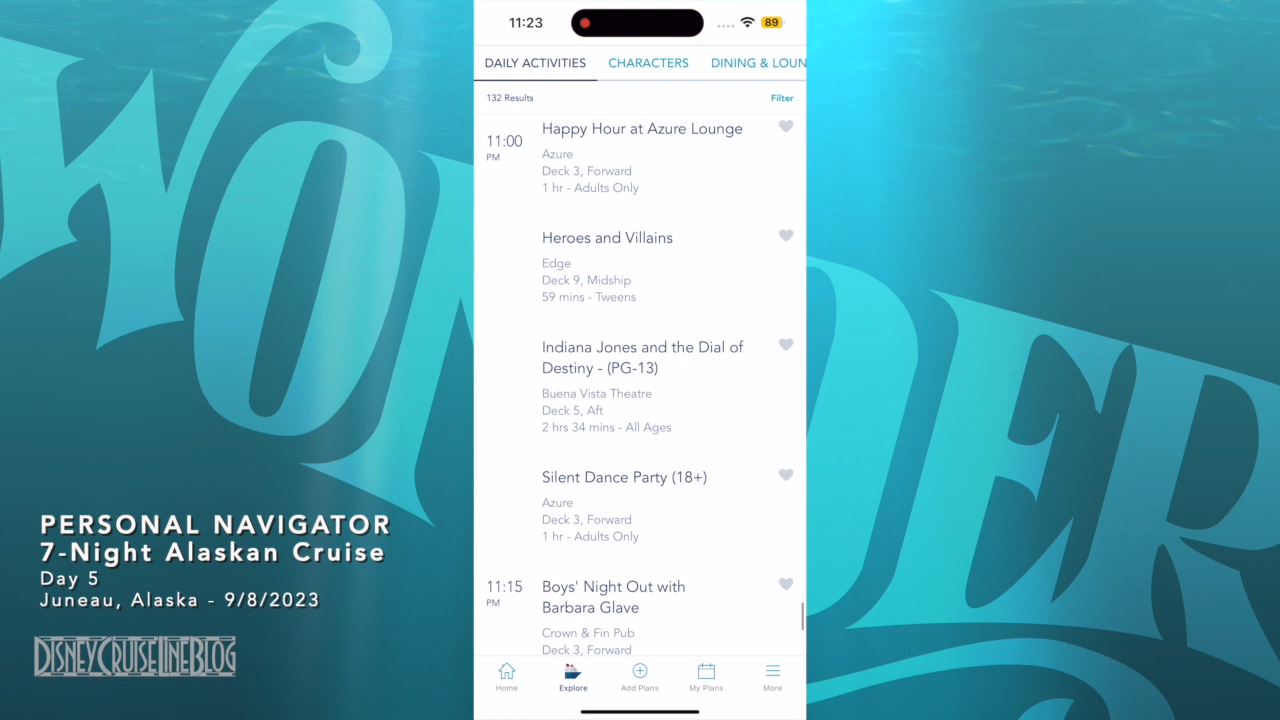 WONDER
11:23
89
DAILY ACTIVITIES
CHARACTERS
DINING & LOUN
132 Results
Filter
11:00
PM
Happy Hour at Azure Lounge
Azure
Deck 3, Forward
1 hr - Adults Only
Heroes and Villains
Edge
Deck 9, Midship
59 mins - Tweens
Indiana Jones and the Dial of
Destiny - (PG-13)
Buena Vista Theatre
Deck 5, Aft
2 hrs 34 mins - All Ages
Silent Dance Party (18+)
Azure
Deck 3, Forward
1 hr - Adults Only
11:15
PM
Boys' Night Out with
Barbara Glave
Crown & Fin Pub
Deck 3, Forward
Home
Explore
Add Plans
My Plans
More
PERSONAL NAVIGATOR
7-Night Alaskan Cruise
Day 5
Juneau, Alaska - 9/8/2023
DISNEY CRUISE LINE BLOG